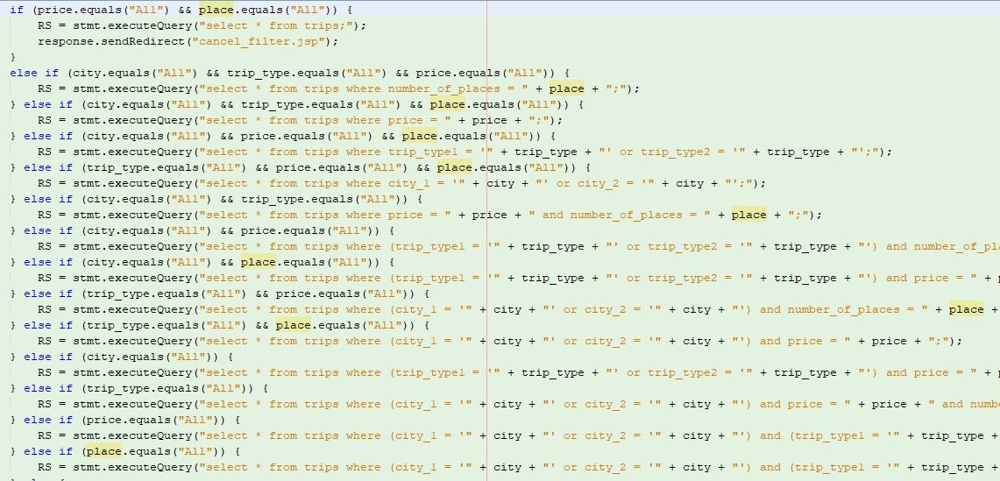 if (price.equals("All") && place.equals("All")) {
RS = stmt.executeQuery("select * from trips;");
response.sendRedirect("cancel_filter.jsp");
}
else if (city.equals("All") && trip_type.equals("All") && price.equals("All")) {
RS = stmt.executeQuery("select * from trips where number_of_places = " + place + ";");
} else if (city.equals("All") && trip_type.equals("All") && place.equals("All")) {
RS = stmt.executeQuery("select * from trips where price = " + price + ";");
} else if (city.equals("All") && price.equals("All") && place.equals("All")) {
RS = stmt.executeQuery("select * from trips where trip_type1 = '" + trip_type + "' or trip_type2 = '" + trip_type + "';");
} else if (trip_type.equals("All") && price.equals("All") && place.equals("All")) {
RS = stmt.executeQuery("select * from trips where city_1 = '" + city + "' or city_2 = '" + city + "';");
} else if (city.equals("All") && trip_type.equals("All")) {
RS = stmt.executeQuery("select * from trips where price = " + price + " and number_of_places = " + place + ";");
} else if (city.equals("All") && price.equals("All")) {
RS = stmt.executeQuery("select * from trips where (trip_type1 = '" + trip_type + "' or trip_type2 = '" + trip_type + "') and number_of_pl
} else if (city.equals("All") && place.equals("All")) {
RS = stmt.executeQuery("select * from trips where (trip_type1 = '" + trip_type + "' or trip_type2 = '" + trip_type + "') and price = " +
} else if (trip_type.equals("All") && price.equals("All")) {
RS = stmt.executeQuery("select * from trips where (city_1 = '" + city + "' or city_2 = '" + city + "') and number_of_places = " + place +
} else if (trip_type.equals("All") && place.equals("All")) {
RS = stmt.executeQuery("select * from trips where (city_1 = '" + city + "' or city_2 = '" + city + "') and price = " + price + ";");
} else if (city.equals("All")) {
RS = stmt.executeQuery("select * from trips where (trip_type1 = '" + trip_type + "' or trip_type2 = '" + trip_type + "') and price = " +
} else if (trip_type.equals("All")) {
RS = stmt.executeQuery("select * from trips where (city_1 = '" + city + "' or city_2 = '" + city + "') and price = " + price + " and numb
} else if (price.equals("All")) {
RS = stmt.executeQuery("select * from trips where (city_1 = '" + city + "' or city_2 = '" + city + "') and (trip_type1 = '" + trip_type +
} else if (place.equals("All")) {
RS = stmt.executeQuery("select * from trips where (city_1 = '" + city + "' or city_2 = '" + city + "') and (trip_type1 = '" + trip_type +